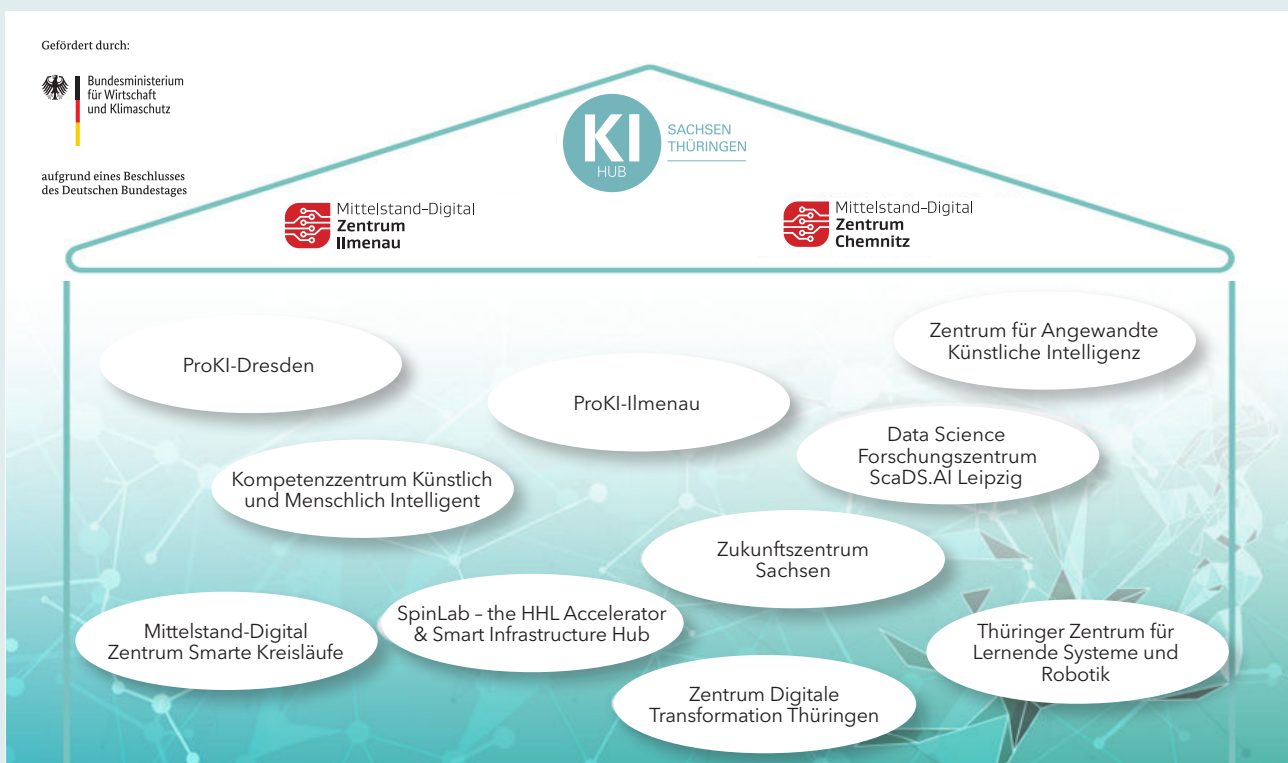 Gefördert durch:
Bundesministerium
für Wirtschaft
und Klimaschutz
aufgrund eines Beschlusses
des Deutschen Bundestages
KI
HUB
SACHSEN
THÜRINGEN
Mittelstand-Digital
Zentrum
Ilmenau
Mittelstand-Digital
Zentrum
Chemnitz
ProKI-Dresden
ProKI-Ilmenau
Zentrum für Angewandte
Künstliche Intelligenz
Kompetenzzentrum Künstlich
und Menschlich Intelligent
Data Science
Forschungszentrum
ScaDS.AI Leipzig
Zukunftszentrum
Sachsen
Mittelstand-Digital
Zentrum Smarte Kreisläufe
SpinLab – the HHL Accelerator
& Smart Infrastructure Hub
Zentrum Digitale
Transformation Thüringen
Thüringer Zentrum für
Lernende Systeme und
Robotik